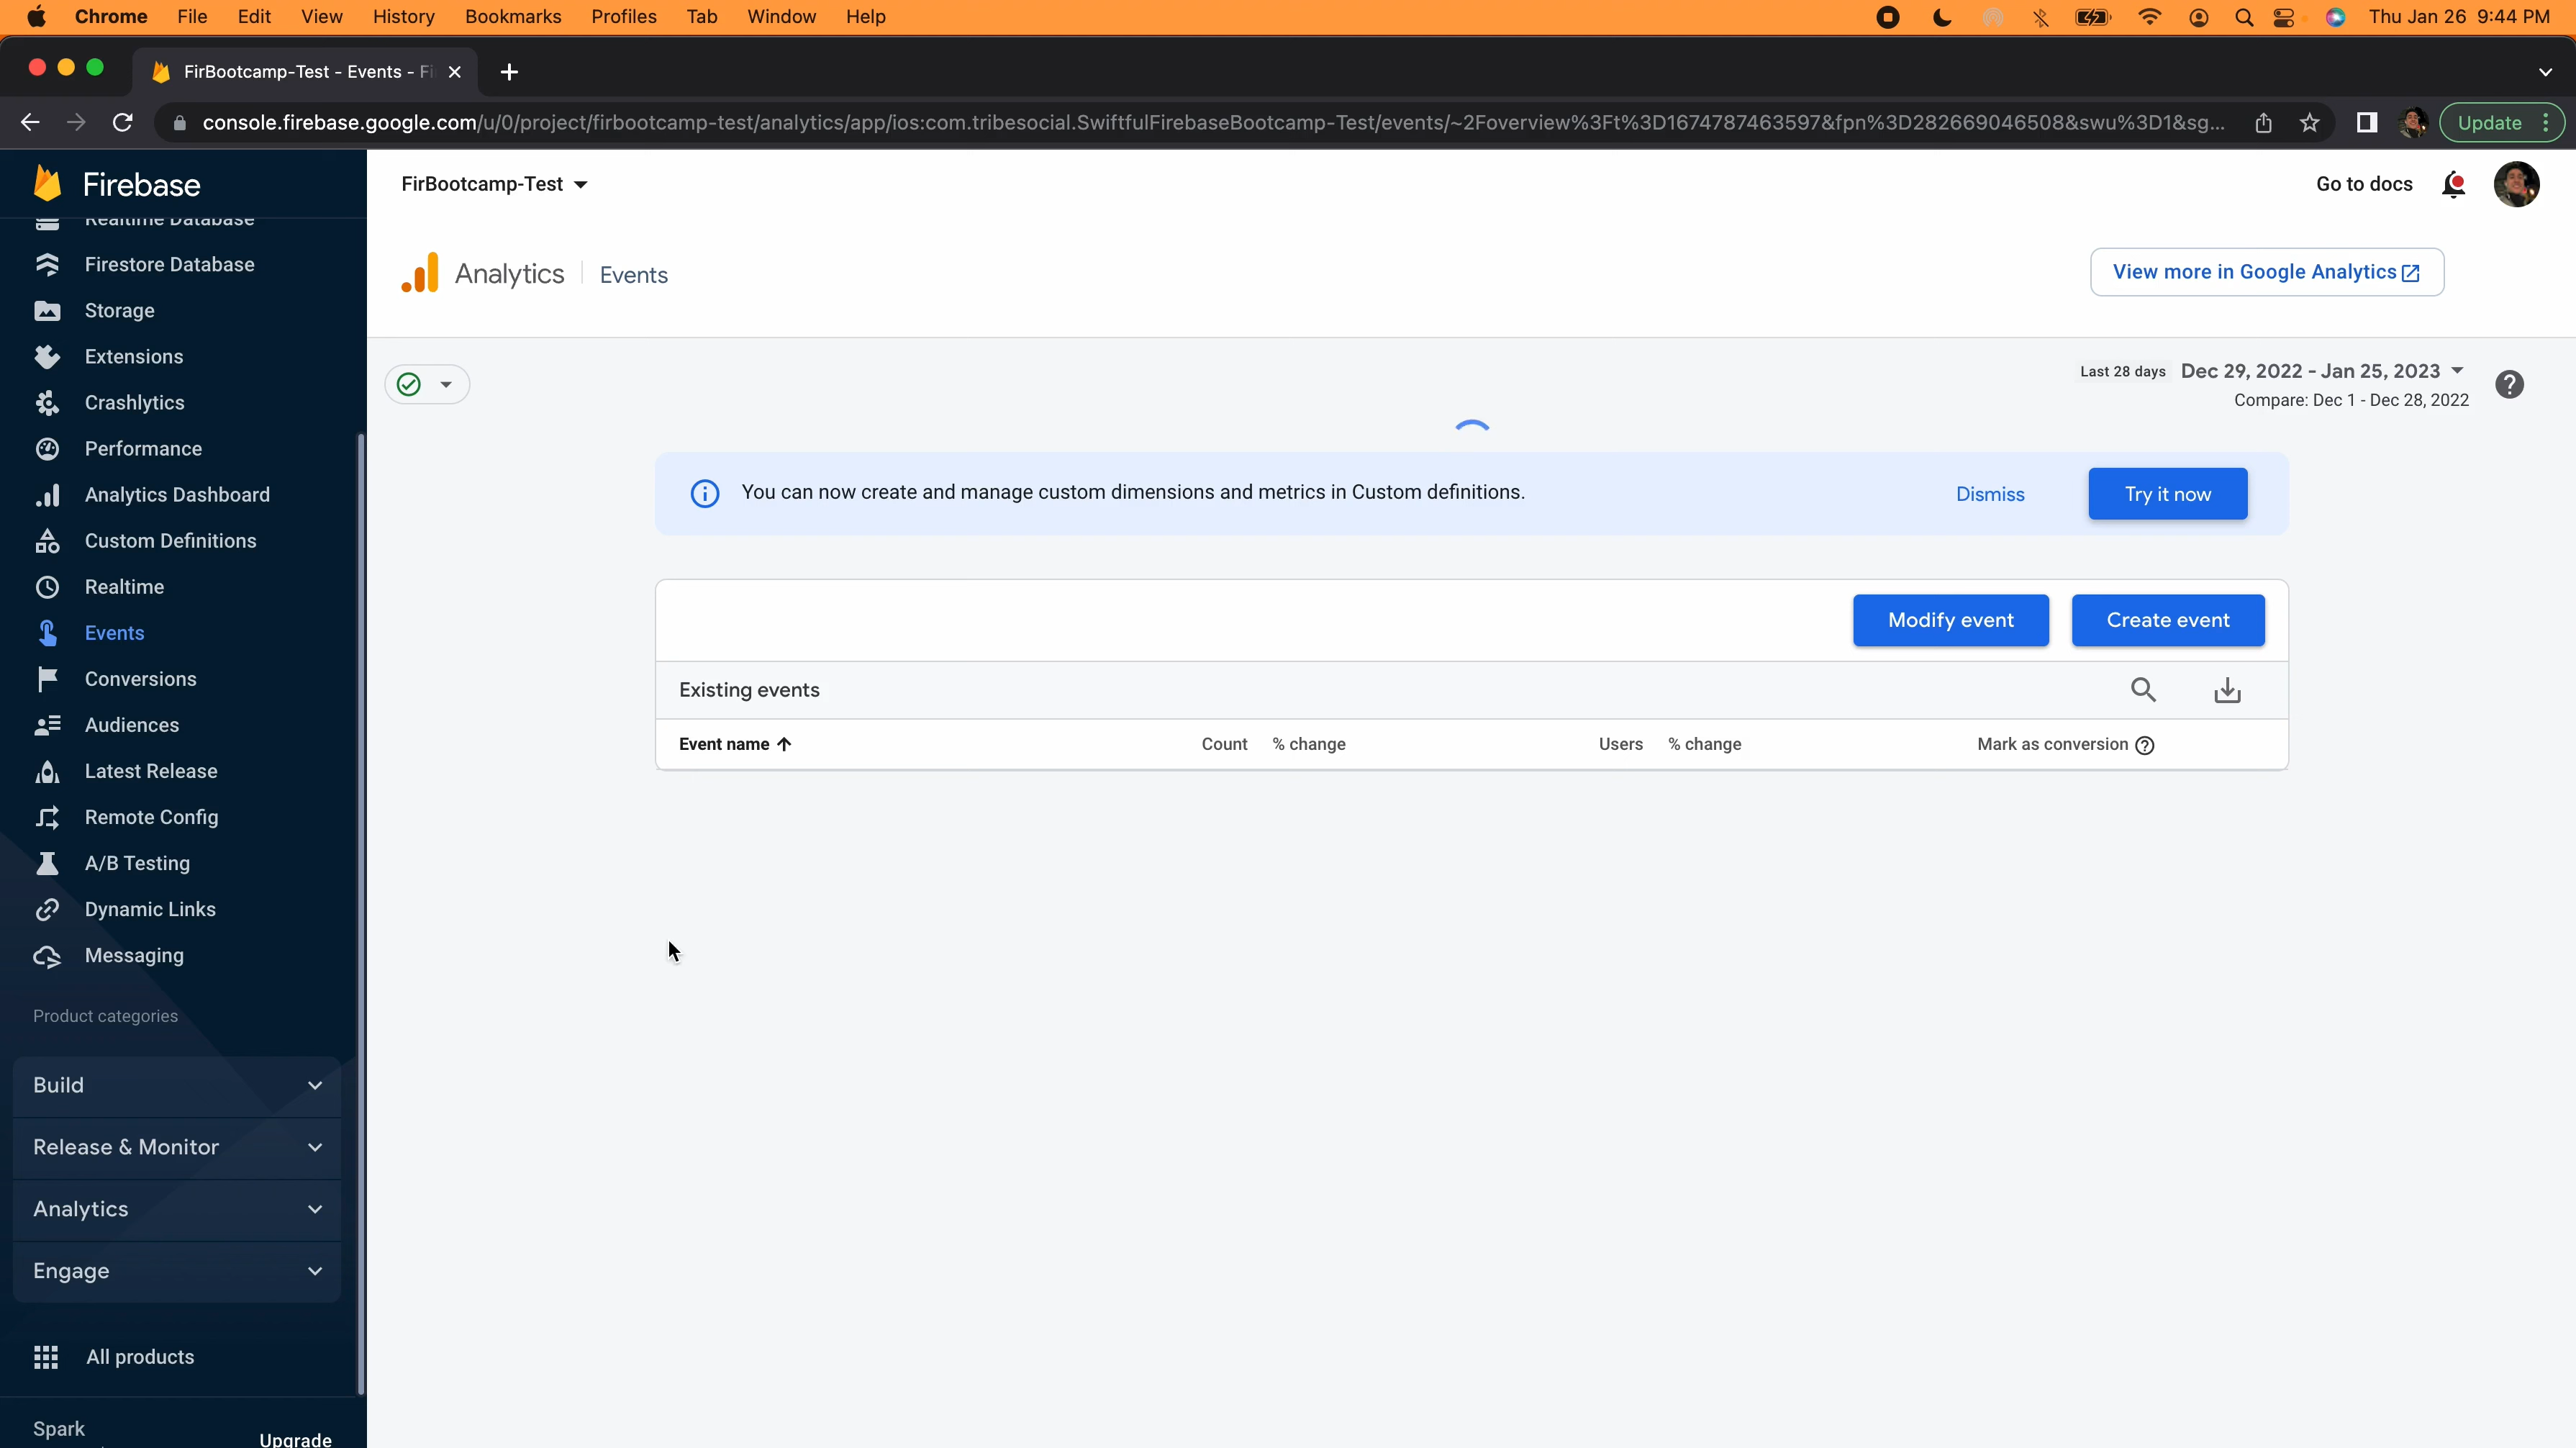 Chrome File Edit View History Bookmarks Profiles Tab Window Help Thu Jan 26 9:44 PM
FirBootcamp-Test - Events - Fi
console.firebase.google.com/u/0/project/firbootcamp-test/analytics/app/ios:com.tribesocial.SwiftfulFirebaseBootcamp-Test/events/~2Foverview%3Ft%3D1674787463597&fpn%3D282669046508&swu%3D1&sg... Update
Firebase
FirBootcamp-Test
Go to docs
Realtime Database
Firestore Database
Storage
Extensions
Crashlytics
Performance
Analytics Dashboard
Custom Definitions
Realtime
Events
Conversions
Audiences
Latest Release
Remote Config
A/B Testing
Dynamic Links
Messaging
Product categories
Build
Release & Monitor
Analytics
Engage
All products
Spark
Upgrade
Analytics Events
View more in Google Analytics
Last 28 days Dec 29, 2022 - Jan 25, 2023
Compare: Dec 1 - Dec 28, 2022
You can now create and manage custom dimensions and metrics in Custom definitions.
Dismiss
Try it now
Modify event
Create event
Existing events
Event name Count % change Users % change Mark as conversion